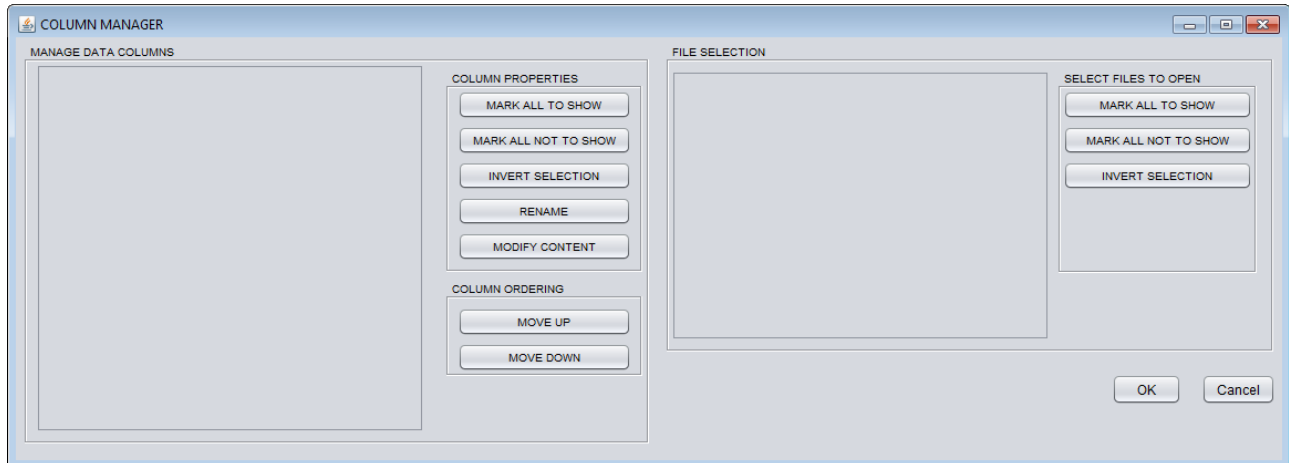 COLUMN MANAGER
MANAGE DATA COLUMNS
COLUMN PROPERTIES
MARK ALL TO SHOW
MARK ALL NOT TO SHOW
INVERT SELECTION
RENAME
MODIFY CONTENT
COLUMN ORDERING
MOVE UP
MOVE DOWN
FILE SELECTION
SELECT FILES TO OPEN
MARK ALL TO SHOW
MARK ALL NOT TO SHOW
INVERT SELECTION
OK
Cancel